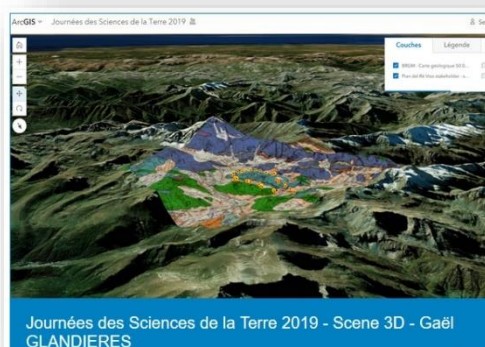 ArcGIS Journées des Sciences de la Terre 2019
Couches Légende
Journées des Sciences de la Terre 2019 - Scene 3D - Gaël
GLANDIERES